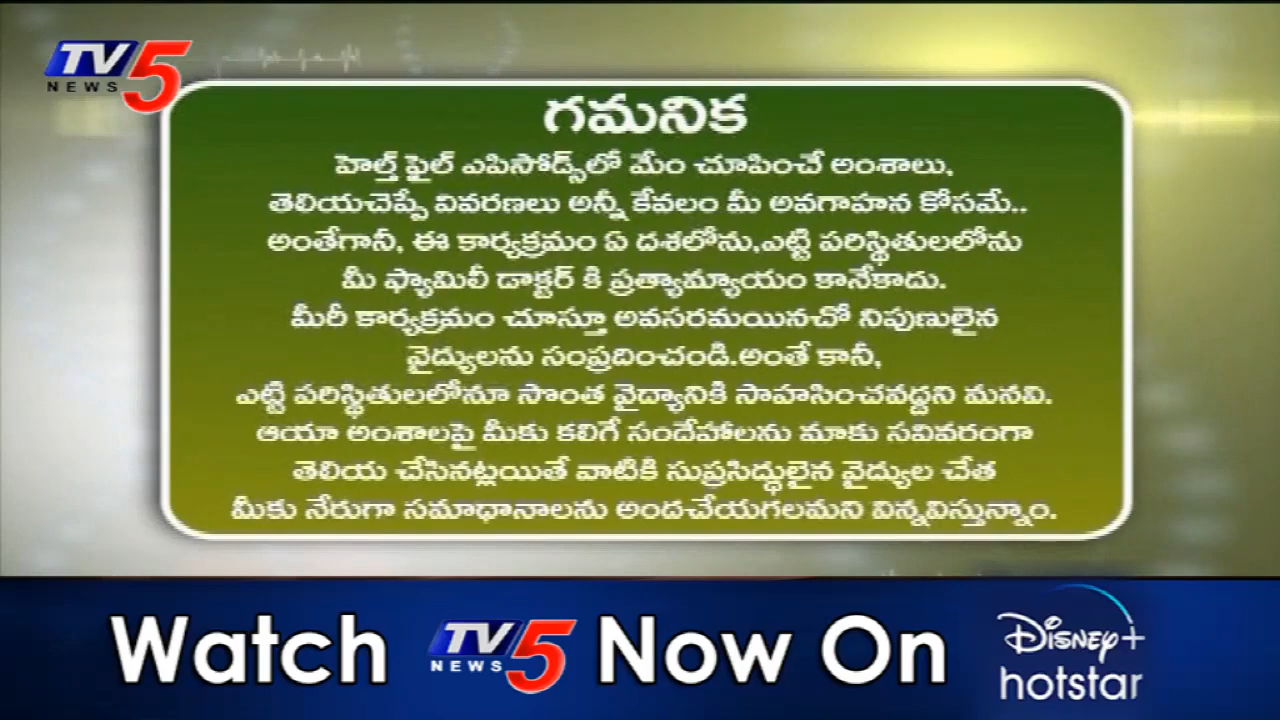 TV5
NEWS
గమనిక
హెల్త్ ఫైల్ ఎపిసోడ్స్‌లో మేం చూపించే అంశాలు,
తెలియచెప్పే వివరణలు అన్నీ కేవలం మీ అవగాహన కోసమే..
అంతేగానీ, ఈ కార్యక్రమం ఏ దశలోను,ఎట్టి పరిస్థితులలోను
మీ ఫ్యామిలీ డాక్టర్ కి ప్రత్యామ్యాయం కానేకాదు.
మీరీ కార్యక్రమం చూస్తూ అవసరమయినచో నిపుణులైన
వైద్యులను సంప్రదించండి.అంతే కానీ,
ఎట్టి పరిస్థితులలోనూ సొంత వైద్యానికి సాహసించవద్దని మనవి.
ఆయా అంశాలపై మీకు కలిగే సందేహాలను మాకు సవివరంగా
తెలియ చేసినట్లయితే వాటికి సుప్రసిద్ధులైన వైద్యుల చేత
మీకు నేరుగా సమాధానాలను అందచేయగలమని విన్నవిస్తున్నాం.
Watch TV5 NEWS Now On Disney+ hotstar